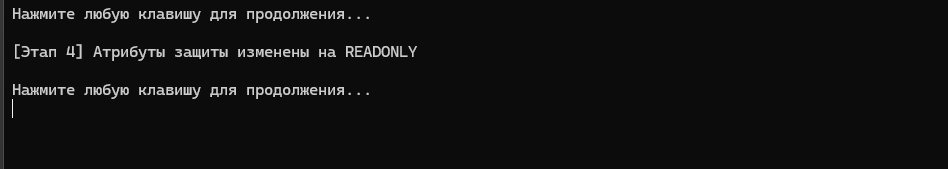 Нажмите любую клавишу для продолжения...
[Этап 4] Атрибуты защиты изменены на READONLY
Нажмите любую клавишу для продолжения...